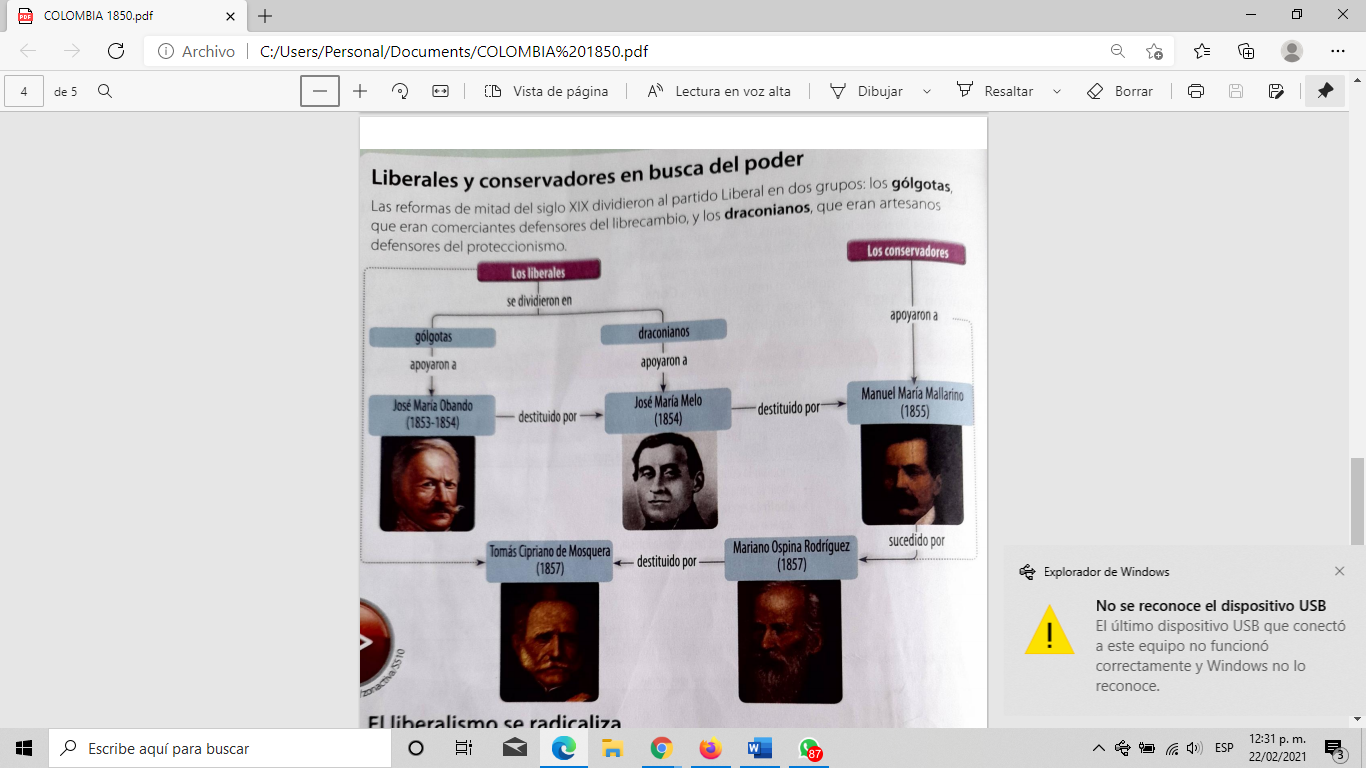 COLOMBIA 1850.pdf
Archivo
C:/Users/Personal/Documents/COLOMBIA%201850.pdf
4 de 5
Vista de página
Lectura en voz alta
Dibujar
Resaltar
Borrar
Liberales y conservadores en busca del poder
Las reformas de mitad del siglo XIX dividieron al partido Liberal en dos grupos: los gólgotas,
que eran comerciantes defensores del librecambio, y los draconianos, que eran artesanos
defensores del proteccionismo.
Los conservadores
Los liberales
se dividieron en
apoyaron a
gólgotas
draconianos
apoyaron a
apoyaron a
José María Obando
(1853-1854)
destituido por
José María Melo
(1854)
destituido por
Manuel María Mallarino
(1855)
sucedido por
Tomás Cipriano de Mosquera
(1857)
destituido por
Mariano Ospina Rodríguez
(1857)
zonactiva/SS10
El liberalismo se radicaliza
Explorador de Windows
No se reconoce el dispositivo USB
El último dispositivo USB que conectó
a este equipo no funcionó
correctamente y Windows no lo
reconoce.
Escribe aquí para buscar
87
ESP
12:31 p. m.
22/02/2021
3